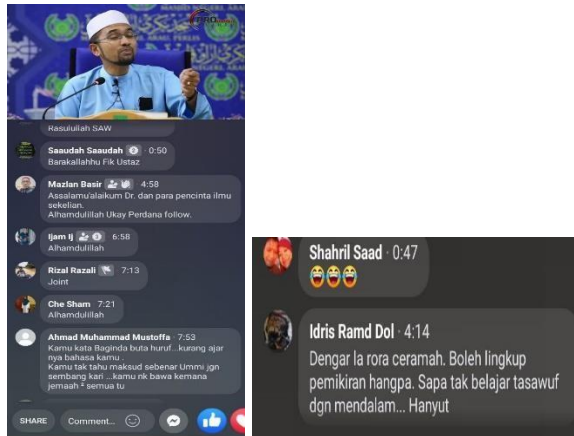 PRO
Rasulullah SAW
Saaudah Saaudah · 0:50
Barakallahhu Fik Ustaz
Mazlan Basir 4:58
Assalamu'alaikum Dr. dan para pencinta ilmu
sekelian.
Alhamdulillah Ukay Perdana follow.
Ijam Ij 6:58
Alhamdulillah
Rizal Razali 7:13
Joint
Che Sham · 7:21
Alhamdulillah
Ahmad Muhammad Mustoffa · 7:53
Kamu kata Baginda buta huruf...kurang ajar
nya bahasa kamu .
Kamu tak tahu maksud sebenar Ummi jgn
sembang kari ...kamu nk bawa kemana
jemaah ² semua tu
SHARE Comment...
Shahril Saad · 0:47
😂😂😂
Idris Ramd Dol · 4:14
Dengar la rora ceramah. Boleh lingkup
pemikiran hangpa. Sapa tak belajar tasawuf
dgn mendalam... Hanyut